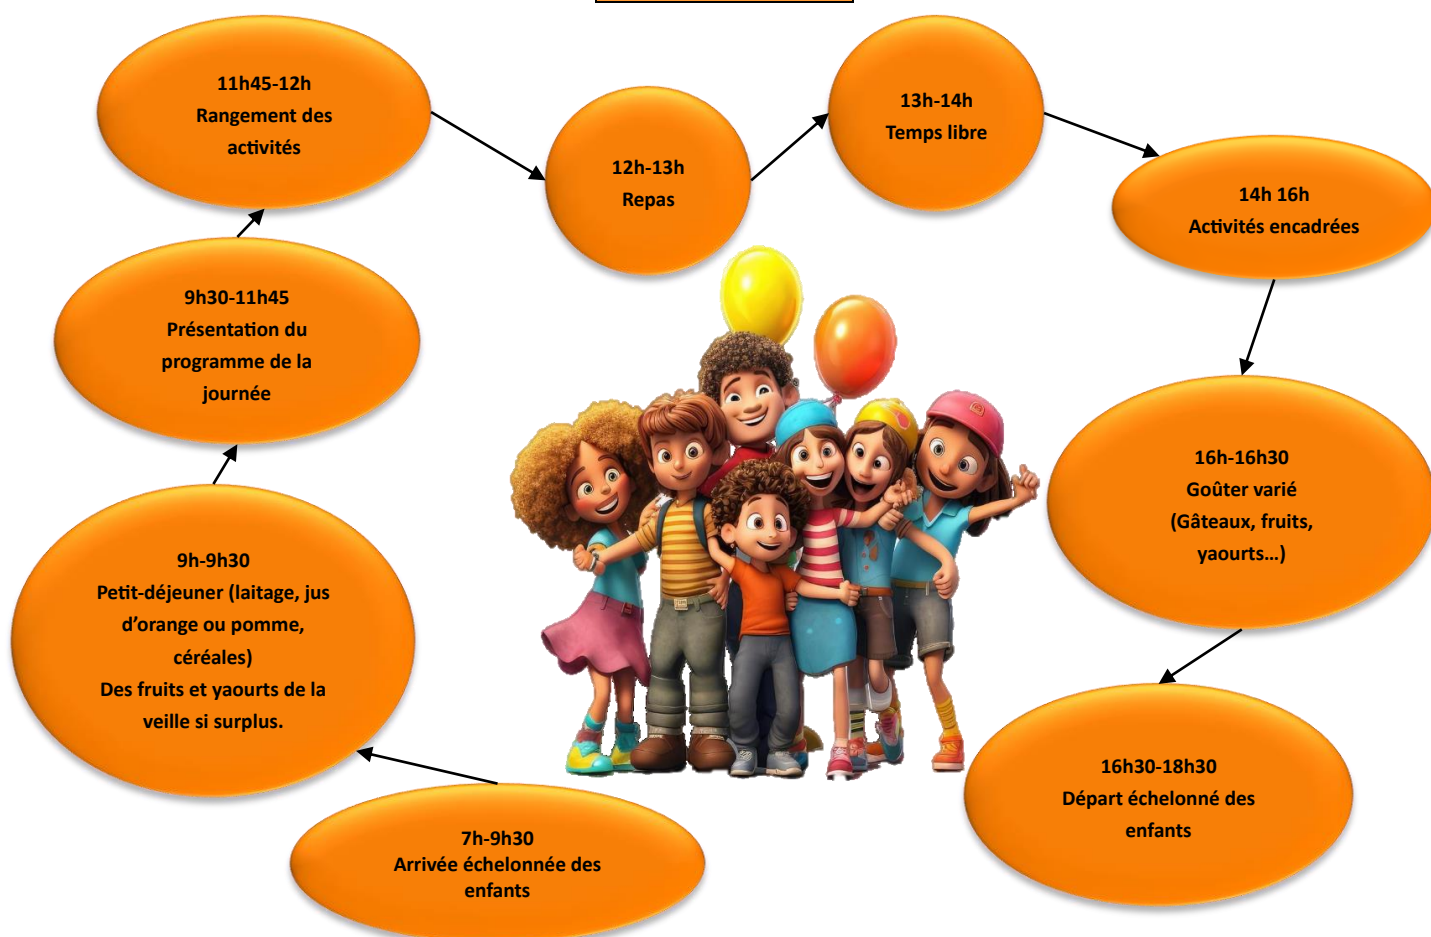 7h-9h30
Arrivée échelonnée des
enfants
9h-9h30
Petit-déjeuner (laitage, jus
d’orange ou pomme,
céréales)
Des fruits et yaourts de la
veille si surplus.
9h30-11h45
Présentation du
programme de la
journée
11h45-12h
Rangement des
activités
12h-13h
Repas
13h-14h
Temps libre
14h 16h
Activités encadrées
16h-16h30
Goûter varié
(Gâteaux, fruits,
yaourts…)
16h30-18h30
Départ échelonné des
enfants